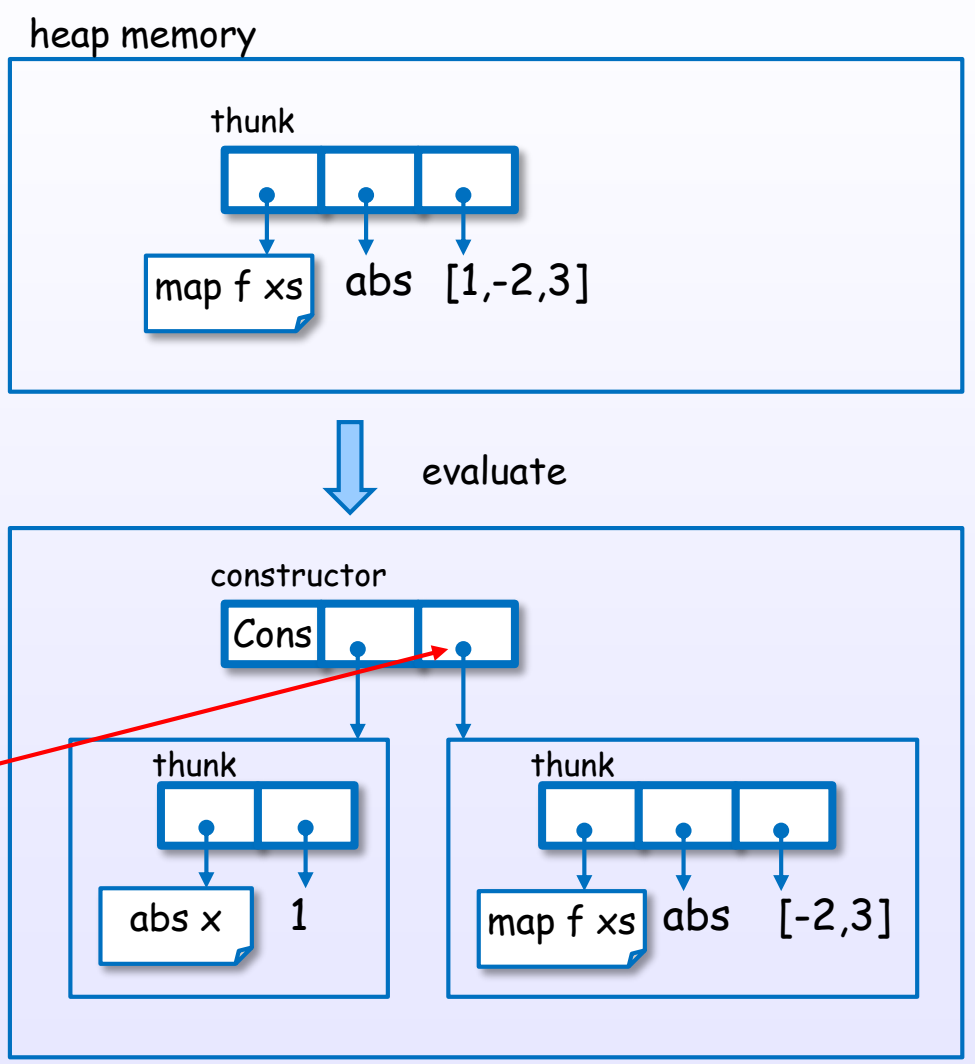 heap memory
thunk
map f xs abs [1,-2,3]
evaluate
constructor
Cons
thunk thunk
abs x 1 map f xs abs [-2,3]